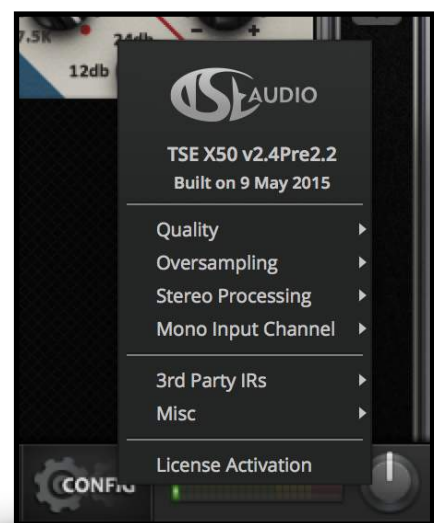 7.5K
24db
- +
12db
TSE AUDIO
TSE X50 v2.4Pre2.2
Built on 9 May 2015
Quality
Oversampling
Stereo Processing
Mono Input Channel
3rd Party IRs
Misc
License Activation
CONFIG